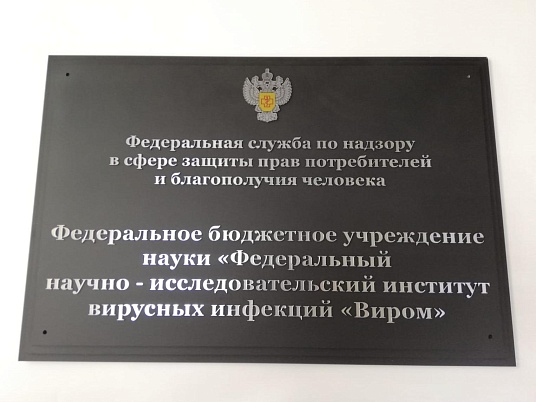 Федеральная служба по надзору
в сфере защиты прав потребителей
и благополучия человека
Федеральное бюджетное учреждение
науки «Федеральный
научно - исследовательский институт
вирусных инфекций «Виром»